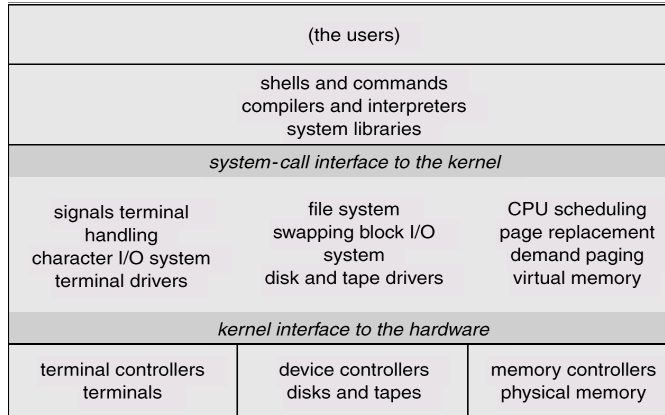 (the users)
shells and commands
compilers and interpreters
system libraries
system-call interface to the kernel
signals terminal
handling
character I/O system
terminal drivers
file system
swapping block I/O
system
disk and tape drivers
CPU scheduling
page replacement
demand paging
virtual memory
kernel interface to the hardware
terminal controllers
terminals
device controllers
disks and tapes
memory controllers
physical memory